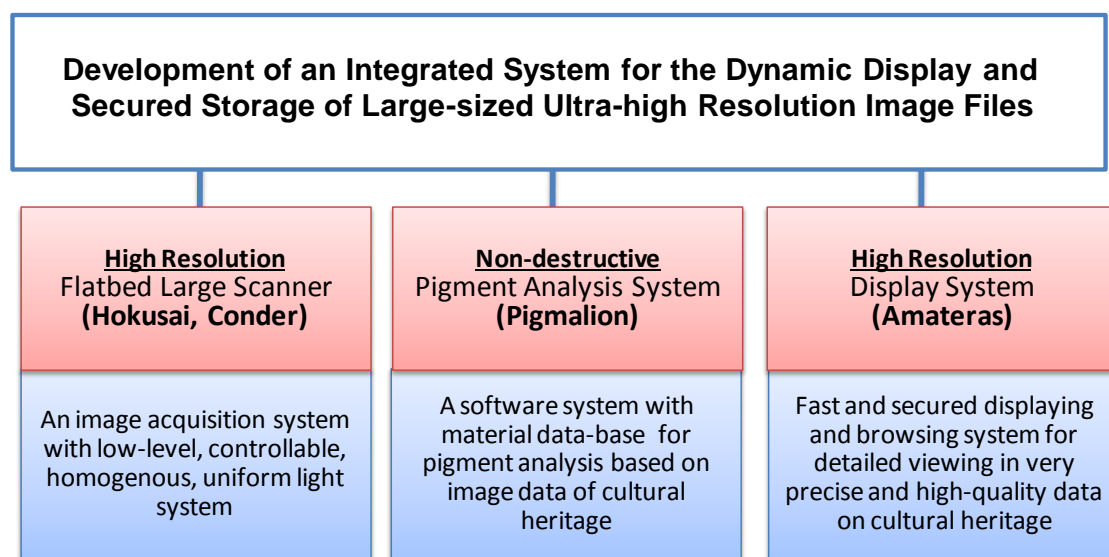 Development of an Integrated System for the Dynamic Display and
Secured Storage of Large-sized Ultra-high Resolution Image Files
High Resolution
Flatbed Large Scanner
(Hokusai, Conder)
An image acquisition system
with low-level, controllable,
homogenous, uniform light
system
Non-destructive
Pigment Analysis System
(Pigmalion)
A software system with
material data-base for
pigment analysis based on
image data of cultural
heritage
High Resolution
Display System
(Amateras)
Fast and secured displaying
and browsing system for
detailed viewing in very
precise and high-quality data
on cultural heritage